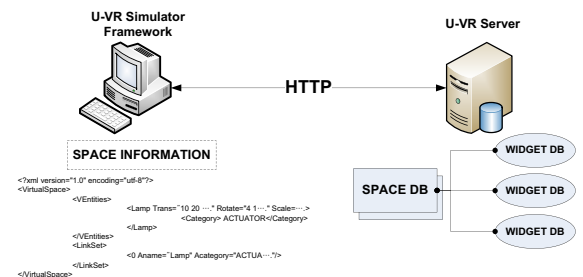 U-VR Simulator
Framework
U-VR Server
HTTP
SPACE INFORMATION
<?xml version="1.0" encoding="utf-8"?>
<VirtualSpace>
<VEntities>
<Lamp Trans=˝10 20 ⋯." Rotate="4 1⋯." Scale=⋯.>
<Category> ACTUATOR</Category>
</Lamp>
</VEntities>
<LinkSet>
<0 Aname=˝Lamp" Acategory="ACTUA⋯."/>
</LinkSet>
</VirtualSpace>
SPACE DB
WIDGET DB
WIDGET DB
WIDGET DB